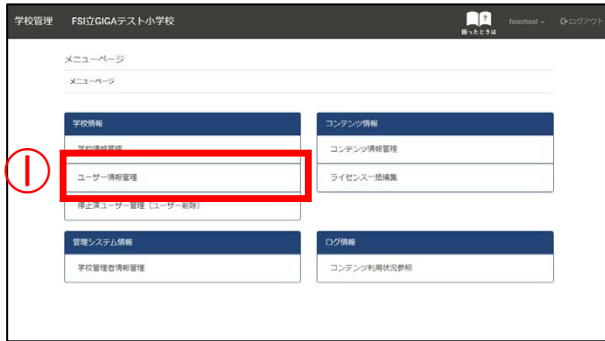 学校管理 FSI立GIGAテスト小学校 困ったときは fsischool ログアウト
メニューページ
メニューページ
学校情報 コンテンツ情報
学校情報管理 コンテンツ情報管理
①
ユーザー情報管理 ライセンス一括編集
停止済ユーザー管理（ユーザー削除）
管理システム情報 ログ情報
学校管理者情報管理 コンテンツ利用状況参照